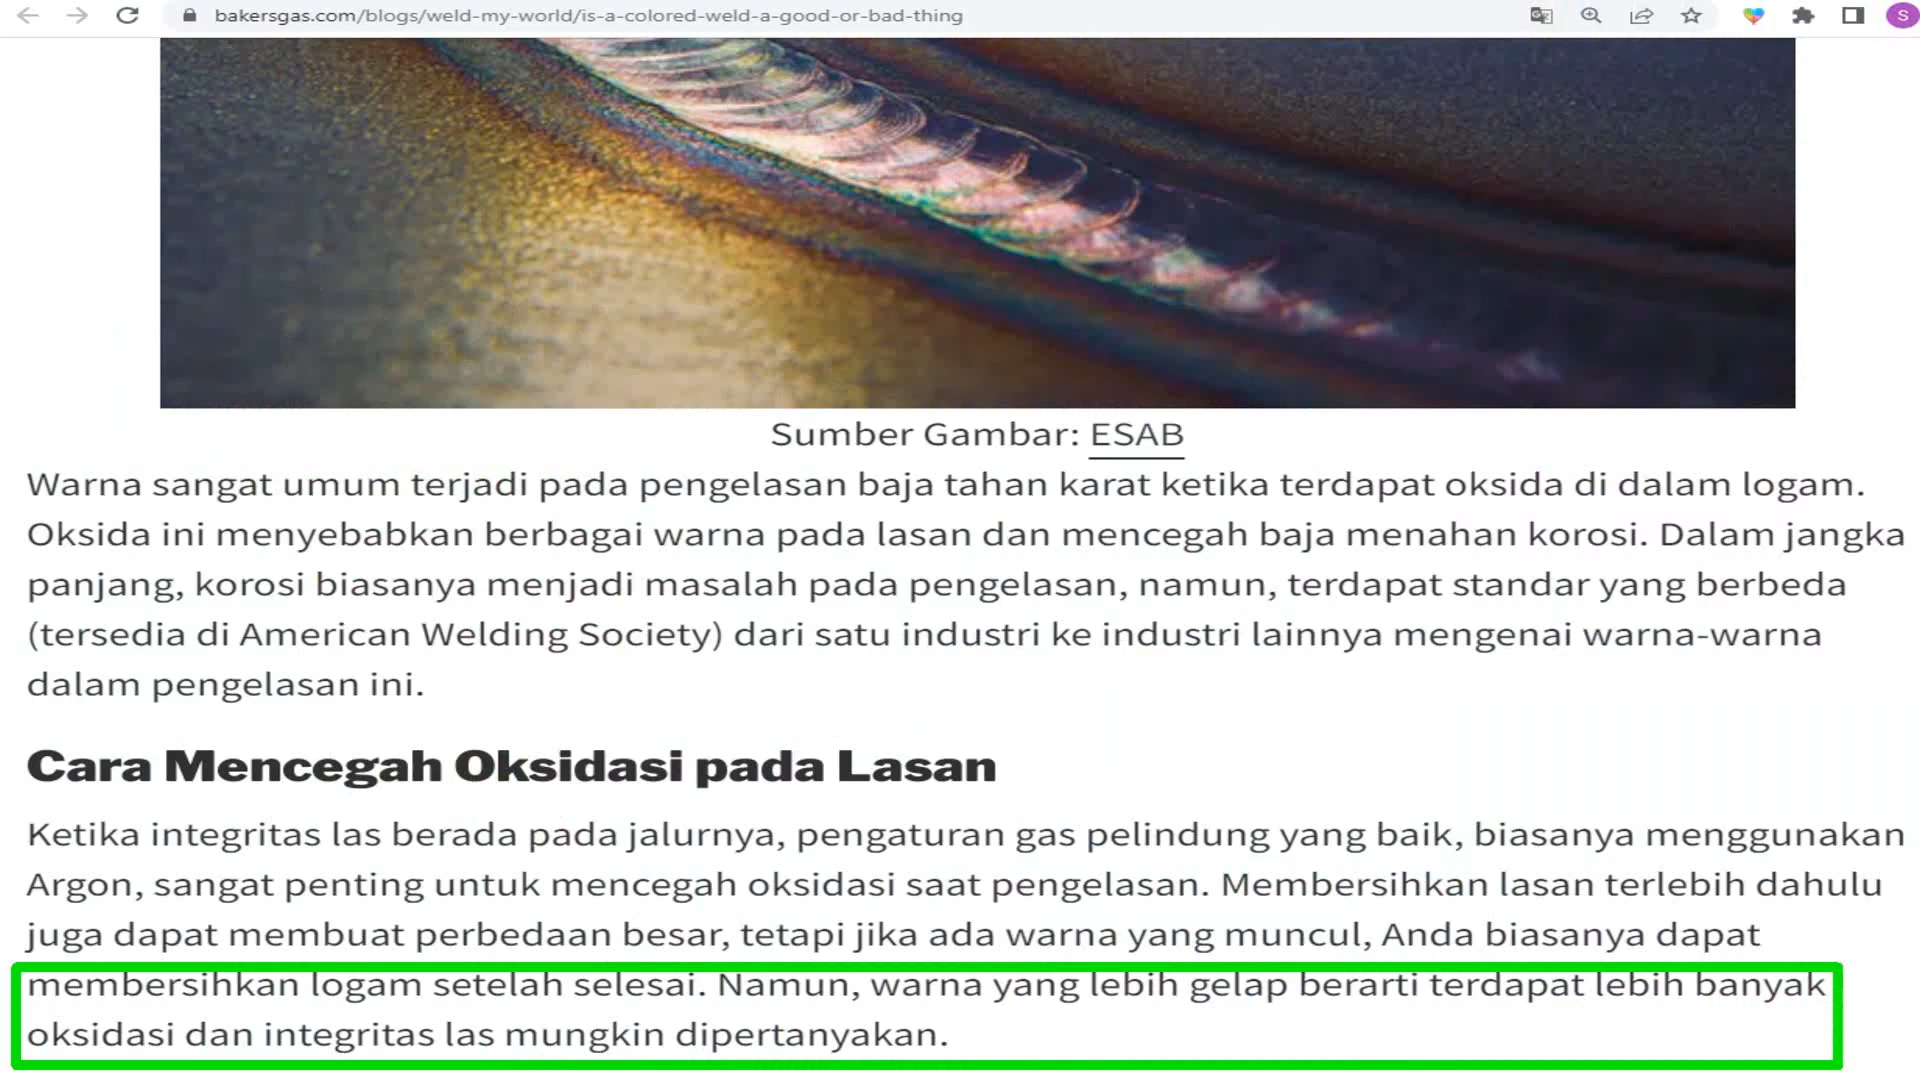 bakersgas.com/blogs/weld-my-world/is-a-colored-weld-a-good-or-bad-thing
S
Sumber Gambar: ESAB
Warna sangat umum terjadi pada pengelasan baja tahan karat ketika terdapat oksida di dalam logam.
Oksida ini menyebabkan berbagai warna pada lasan dan mencegah baja menahan korosi. Dalam jangka
panjang, korosi biasanya menjadi masalah pada pengelasan, namun, terdapat standar yang berbeda
(tersedia di American Welding Society) dari satu industri ke industri lainnya mengenai warna-warna
dalam pengelasan ini.
Cara Mencegah Oksidasi pada Lasan
Ketika integritas las berada pada jalurnya, pengaturan gas pelindung yang baik, biasanya menggunakan
Argon, sangat penting untuk mencegah oksidasi saat pengelasan. Membersihkan lasan terlebih dahulu
juga dapat membuat perbedaan besar, tetapi jika ada warna yang muncul, Anda biasanya dapat
membersihkan logam setelah selesai. Namun, warna yang lebih gelap berarti terdapat lebih banyak
oksidasi dan integritas las mungkin dipertanyakan.